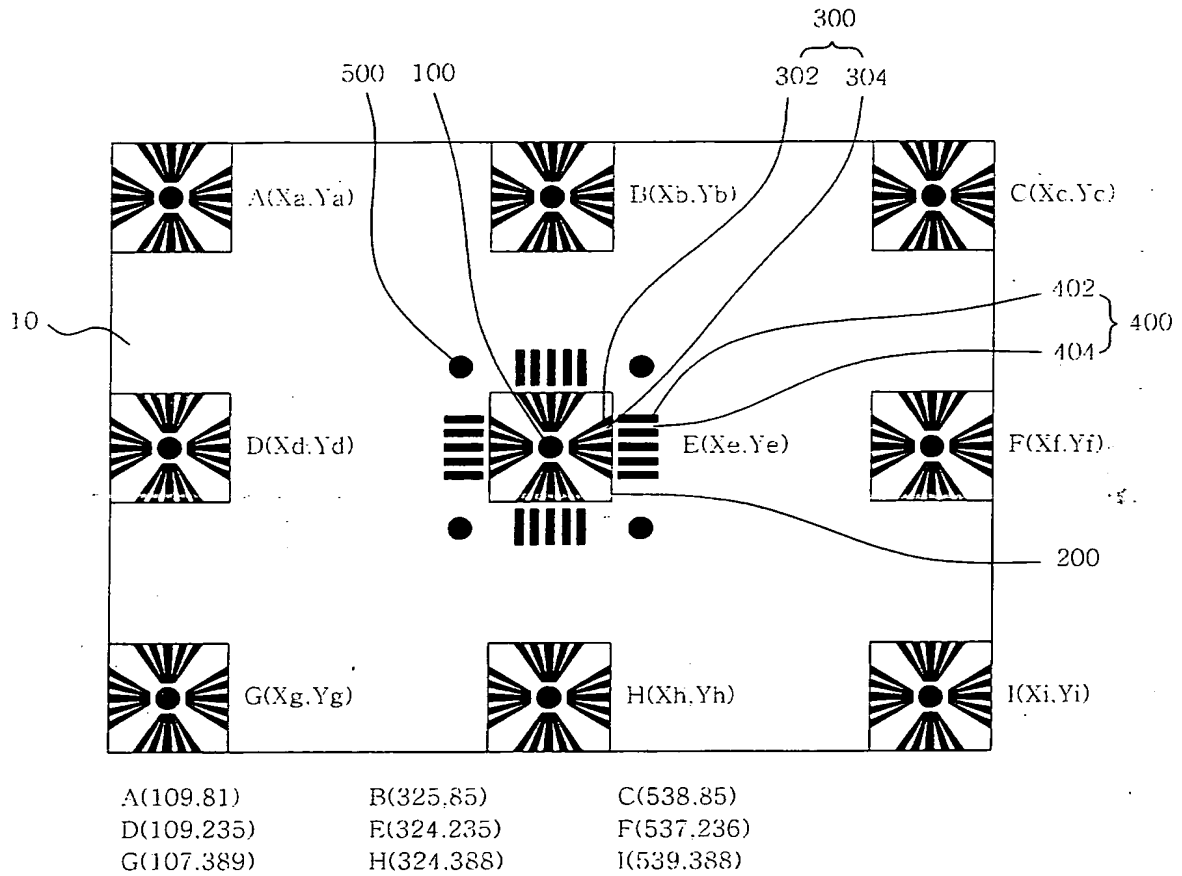 300
500 100 302 304
A(Xa,Ya) B(Xb,Yb) C(Xc,Yc)
402
10 400
404
D(Xd,Yd) E(Xe,Ye) F(Xf,Yf)
200
G(Xg,Yg) H(Xh,Yh) I(Xi,Yi)
A(109,81) B(325,85) C(538,85)
D(109,235) E(324,235) F(537,236)
G(107,389) H(324,388) I(539,388)